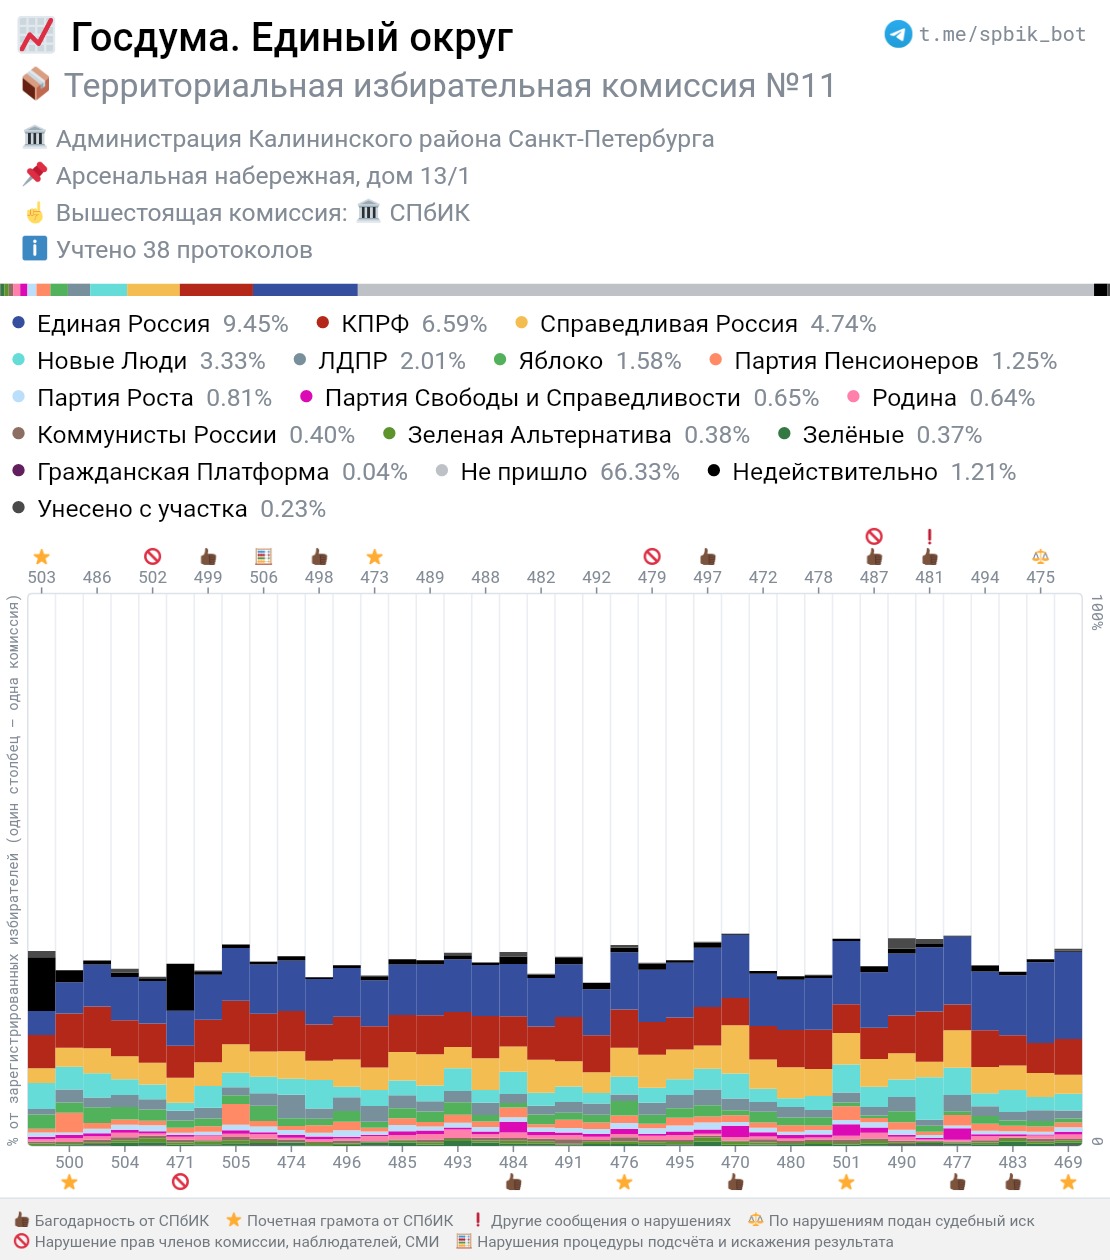 Госдума. Единый округ
t.me/spbik_bot
Территориальная избирательная комиссия №11
Администрация Калининского района Санкт-Петербурга
Арсенальная набережная, дом 13/1
Вышестоящая комиссия: СПбИК
Учтено 38 протоколов
Единая Россия 9.45% КПРФ 6.59% Справедливая Россия 4.74%
Новые Люди 3.33% ЛДПР 2.01% Яблоко 1.58% Партия Пенсионеров 1.25%
Партия Роста 0.81% Партия Свободы и Справедливости 0.65% Родина 0.64%
Коммунисты России 0.40% Зеленая Альтернатива 0.38% Зелёные 0.37%
Гражданская Платформа 0.04% Не пришло 66.33% Недействительно 1.21%
Унесено с участка 0.23%
503 486 502 499 506 498 473 489 488 482 492 479 497 472 478 487 481 494 475
% от зарегистрированных избирателей (один столбец – одна комиссия)
100%
0
500 504 471 505 474 496 485 493 484 491 476 495 470 480 501 490 477 483 469
Багодарность от СПбИК Почетная грамота от СПбИК Другие сообщения о нарушениях По нарушениям подан судебный иск
Нарушение прав членов комиссии, наблюдателей, СМИ Нарушения процедуры подсчёта и искажения результата